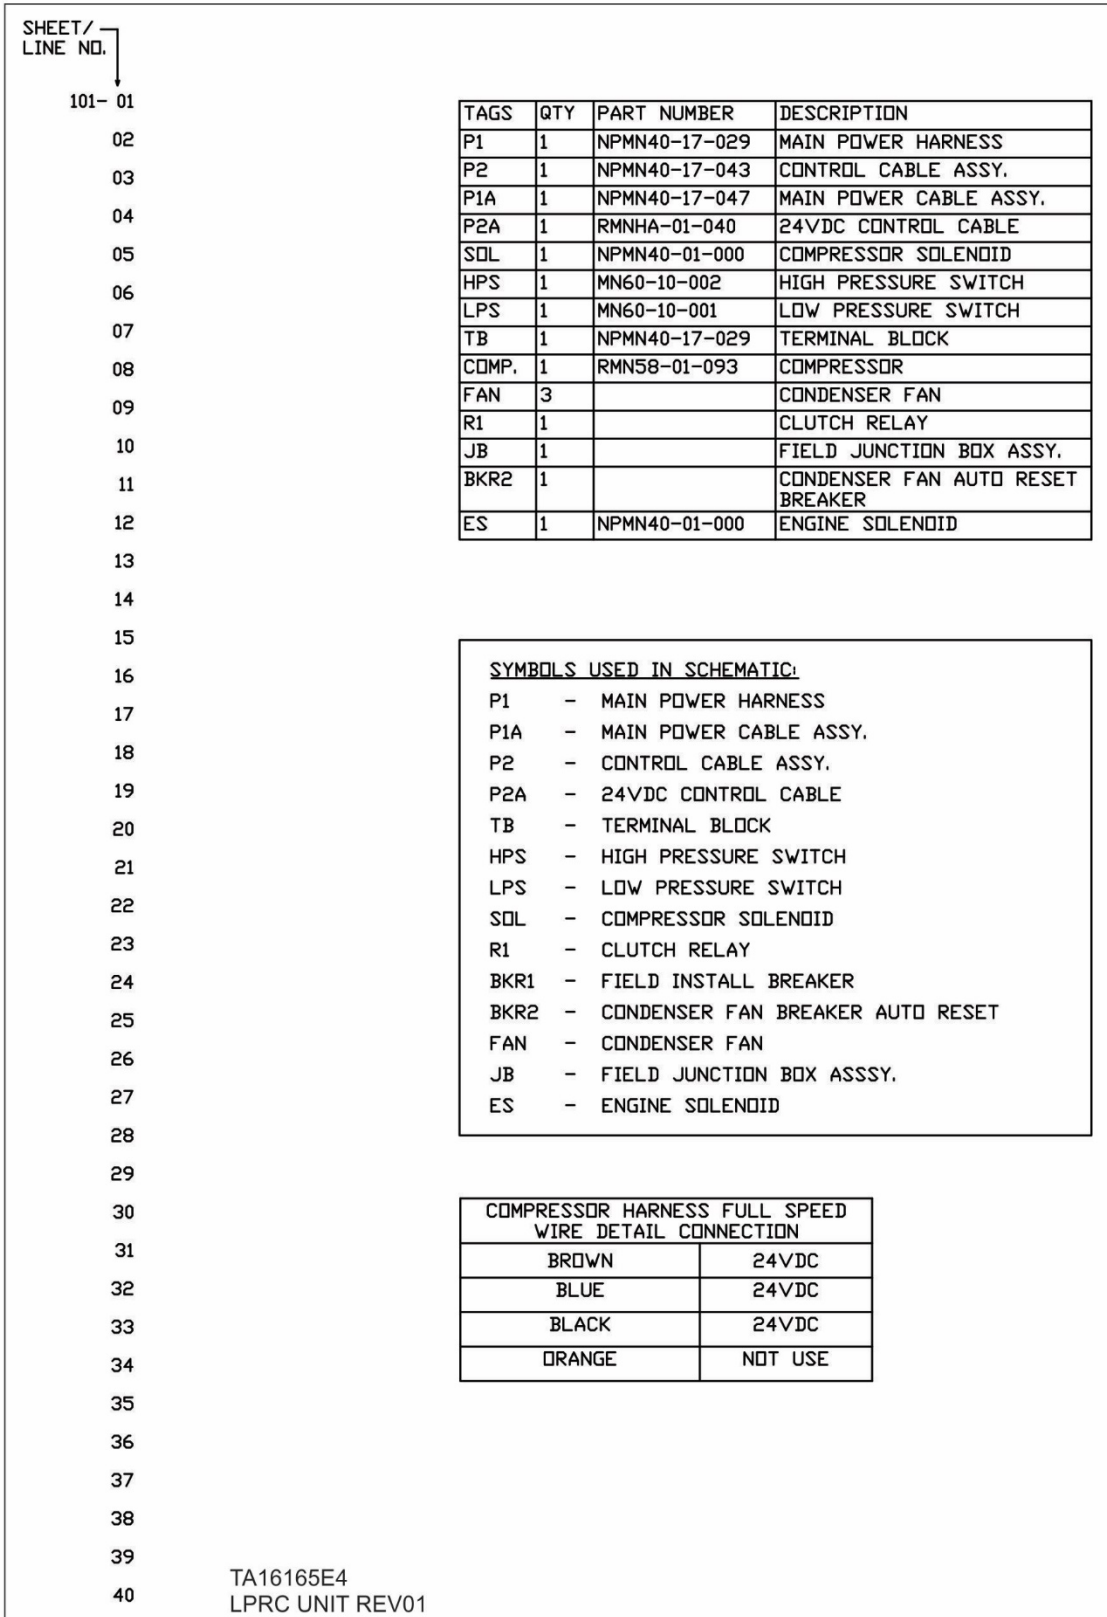 SHEET/
LINE NO.
101- 01
02
03
04
05
06
07
08
09
10
11
12
13
14
15
16
17
18
19
20
21
22
23
24
25
26
27
28
29
30
31
32
33
34
35
36
37
38
39
40
TAGS QTY PART NUMBER DESCRIPTION
P1 1 NPMN40-17-029 MAIN POWER HARNESS
P2 1 NPMN40-17-043 CONTROL CABLE ASSY.
P1A 1 NPMN40-17-047 MAIN POWER CABLE ASSY.
P2A 1 RMNHA-01-040 24VDC CONTROL CABLE
SOL 1 NPMN40-01-000 COMPRESSOR SOLENOID
HPS 1 MN60-10-002 HIGH PRESSURE SWITCH
LPS 1 MN60-10-001 LOW PRESSURE SWITCH
TB 1 NPMN40-17-029 TERMINAL BLOCK
COMP. 1 RMN58-01-093 COMPRESSOR
FAN 3 CONDENSER FAN
R1 1 CLUTCH RELAY
JB 1 FIELD JUNCTION BOX ASSY.
BKR2 1 CONDENSER FAN AUTO RESET
BREAKER
ES 1 NPMN40-01-000 ENGINE SOLENOID
SYMBOLS USED IN SCHEMATIC:
P1 - MAIN POWER HARNESS
P1A - MAIN POWER CABLE ASSY.
P2 - CONTROL CABLE ASSY.
P2A - 24VDC CONTROL CABLE
TB - TERMINAL BLOCK
HPS - HIGH PRESSURE SWITCH
LPS - LOW PRESSURE SWITCH
SOL - COMPRESSOR SOLENOID
R1 - CLUTCH RELAY
BKR1 - FIELD INSTALL BREAKER
BKR2 - CONDENSER FAN BREAKER AUTO RESET
FAN - CONDENSER FAN
JB - FIELD JUNCTION BOX ASSSY.
ES - ENGINE SOLENOID
COMPRESSOR HARNESS FULL SPEED
WIRE DETAIL CONNECTION
BROWN 24VDC
BLUE 24VDC
BLACK 24VDC
ORANGE NOT USE
TA16165E4
LPRC UNIT REV01